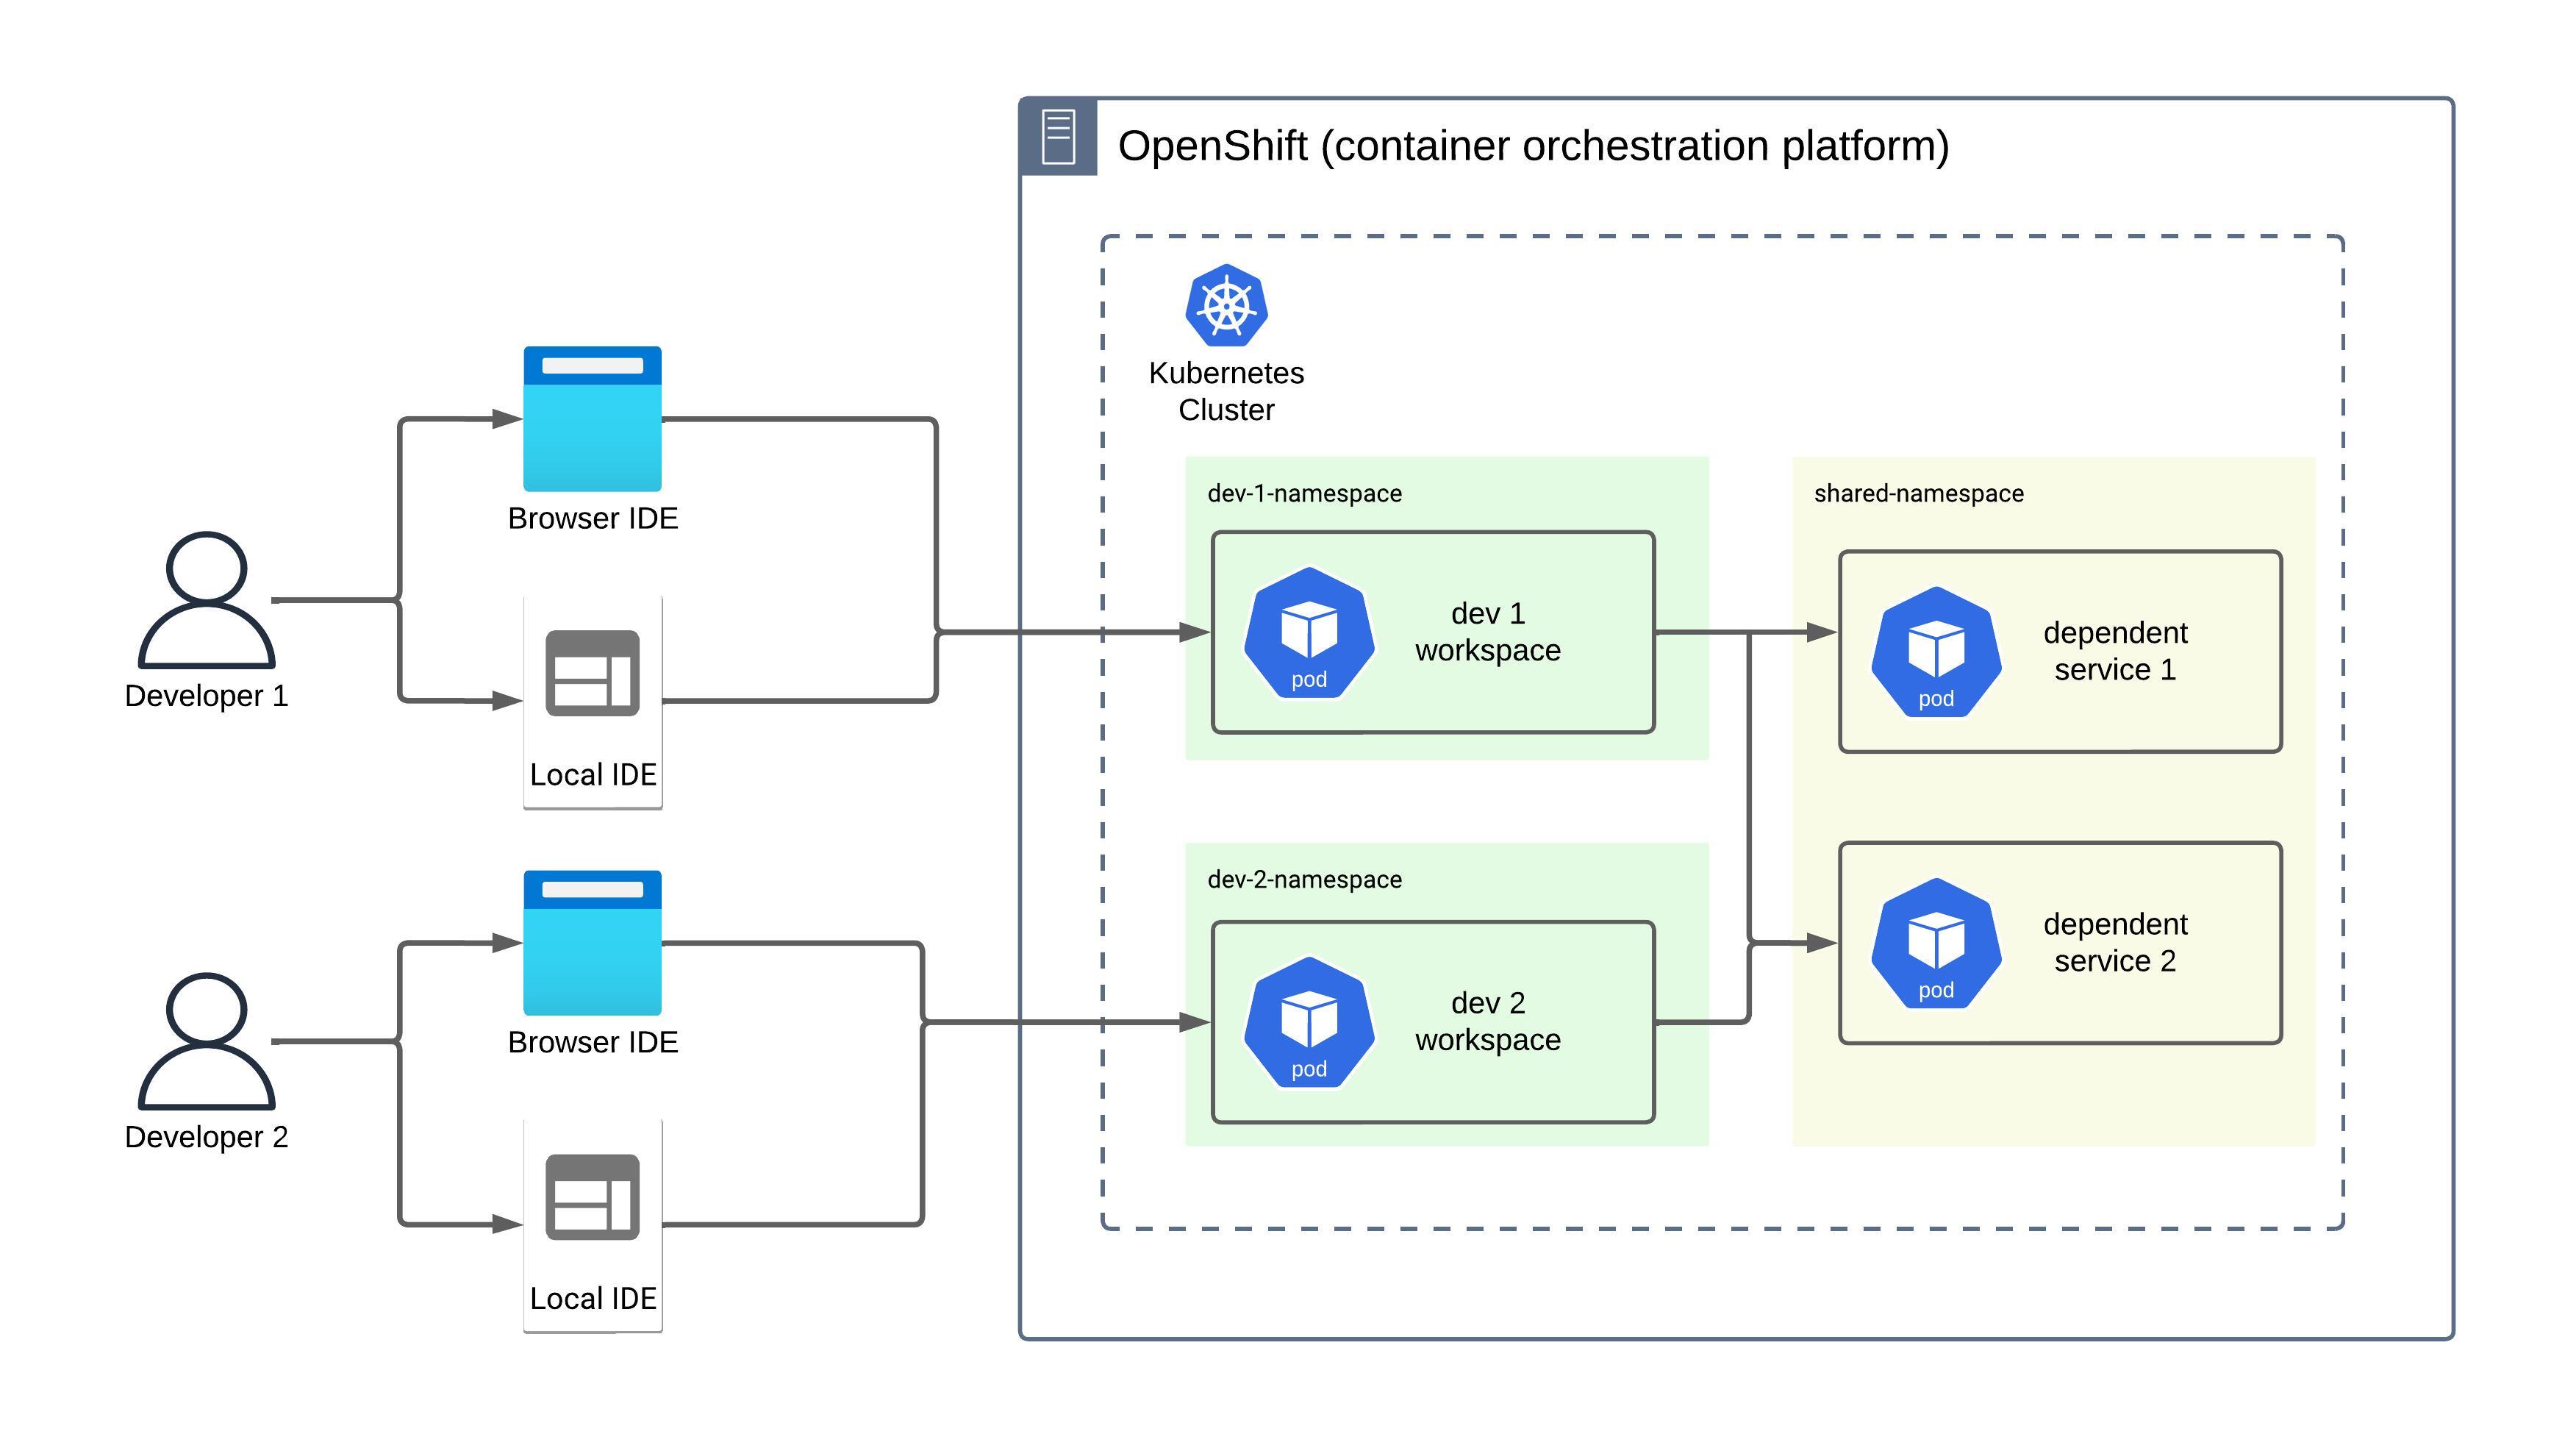 OpenShift (container orchestration platform)
Kubernetes
Cluster
Browser IDE
Developer 1
Local IDE
dev-1-namespace
pod
dev 1
workspace
shared-namespace
pod
dependent
service 1
Browser IDE
Developer 2
Local IDE
dev-2-namespace
pod
dev 2
workspace
pod
dependent
service 2